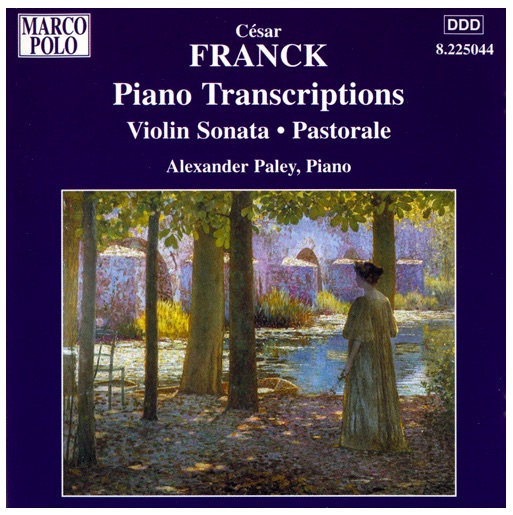 MARCO
POLO
DDD
8.225044
César
FRANCK
Piano Transcriptions
Violin Sonata • Pastorale
Alexander Paley, Piano